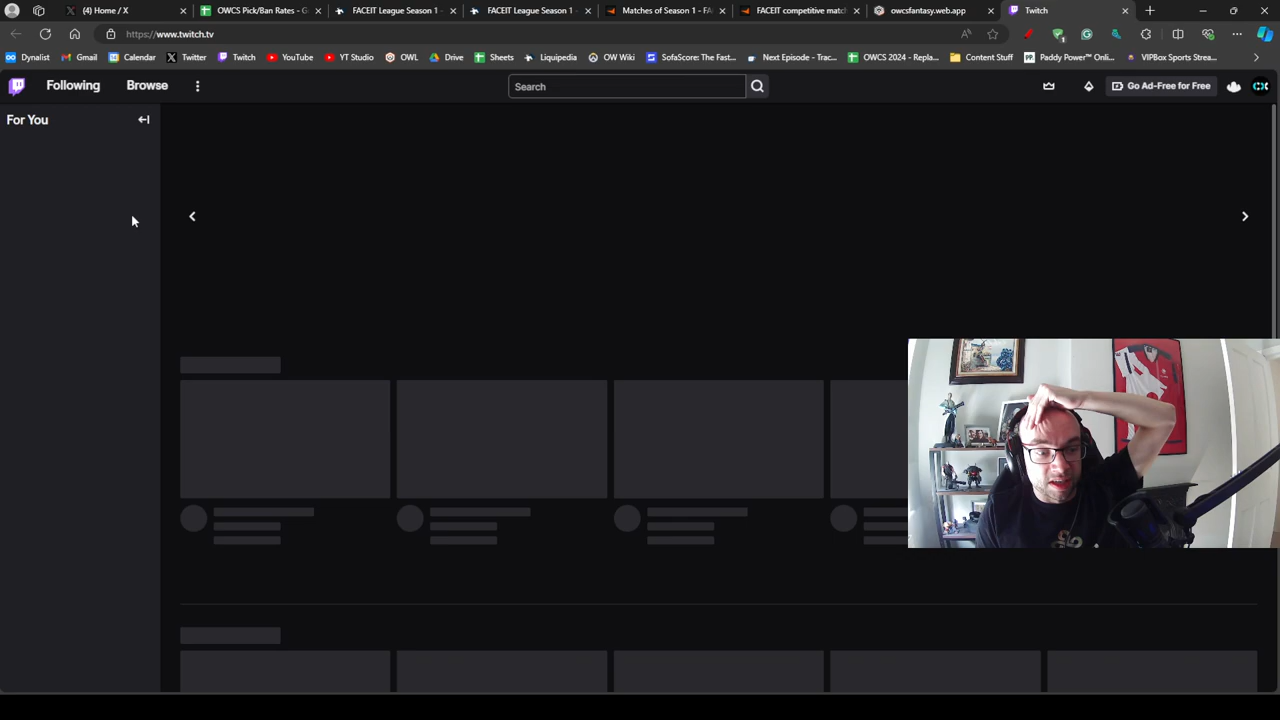 (4) Home / X
OWCS Pick/Ban Rates - G
FACEIT League Season 1 -
FACEIT League Season 1 -
Matches of Season 1 - FA
FACEIT competitive matc
owcsfantasy.web.app
Twitch
https://www.twitch.tv
Dynalist
Gmail
Calendar
Twitter
Twitch
YouTube
YT Studio
OWL
Drive
Sheets
Liquipedia
OW Wiki
SofaScore: The Fast...
Next Episode - Trac...
OWCS 2024 - Repla...
Content Stuff
Paddy Power™ Onli...
VIPBox Sports Strea...
Following
Browse
Search
Go Ad-Free for Free
For You